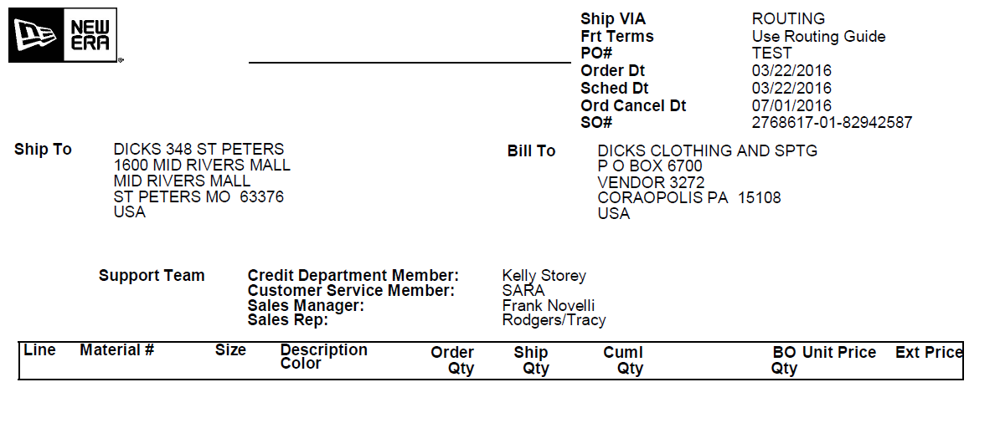 NEW ERA
Ship VIA ROUTING
Frt Terms Use Routing Guide
PO# TEST
Order Dt 03/22/2016
Sched Dt 03/22/2016
Ord Cancel Dt 07/01/2016
SO# 2768617-01-82942587
Ship To DICKS 348 ST PETERS
1600 MID RIVERS MALL
MID RIVERS MALL
ST PETERS MO 63376
USA
Bill To DICKS CLOTHING AND SPTG
P O BOX 6700
VENDOR 3272
CORAOPOLIS PA 15108
USA
Support Team Credit Department Member: Kelly Storey
Customer Service Member: SARA
Sales Manager: Frank Novelli
Sales Rep: Rodgers/Tracy
Line Material # Size Description Order Ship Cuml BO Unit Price Ext Price
Color Qty Qty Qty Qty